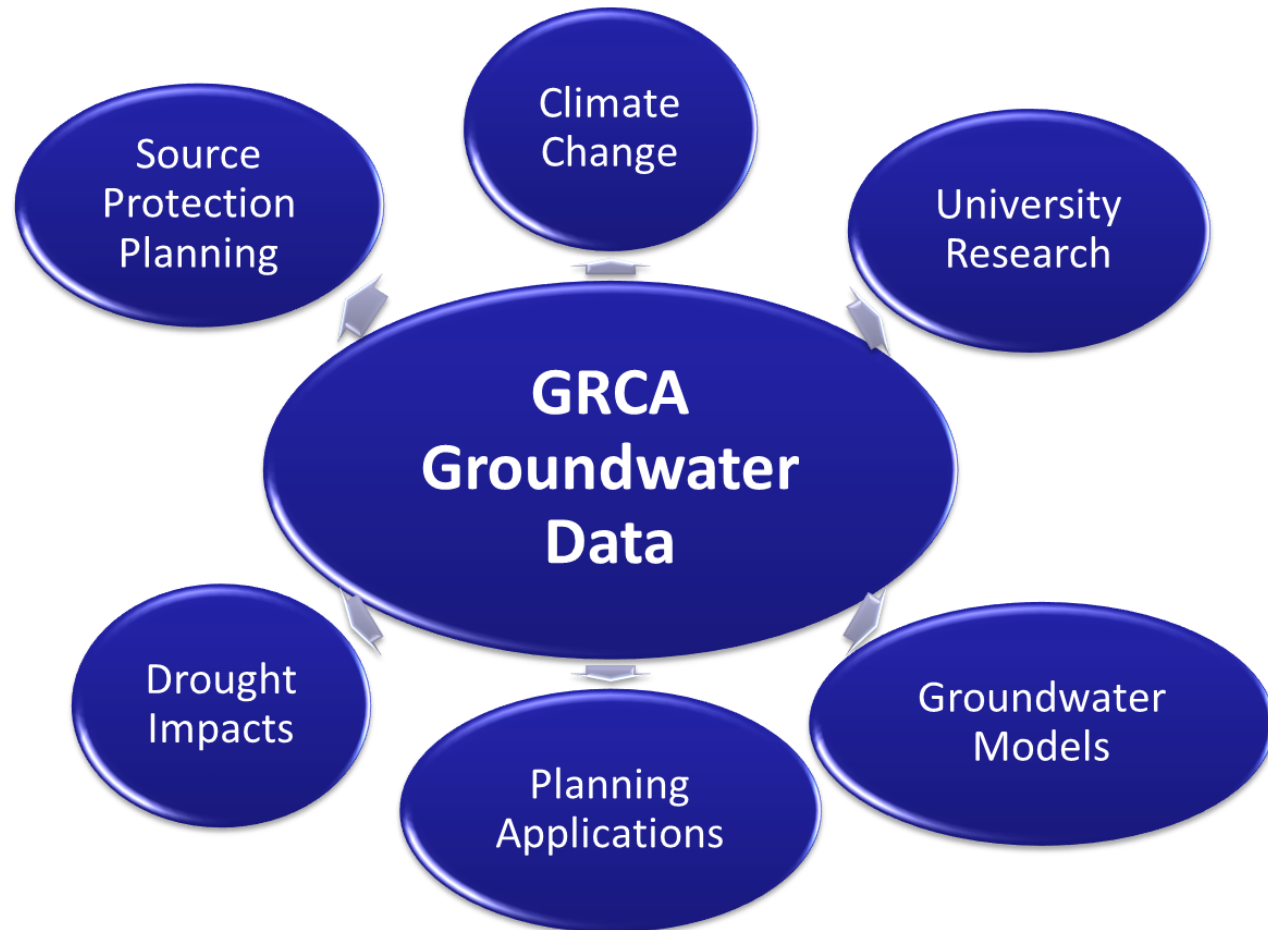 Climate
Change
Source
Protection
Planning
University
Research
GRCA
Groundwater
Data
Drought
Impacts
Groundwater
Models
Planning
Applications